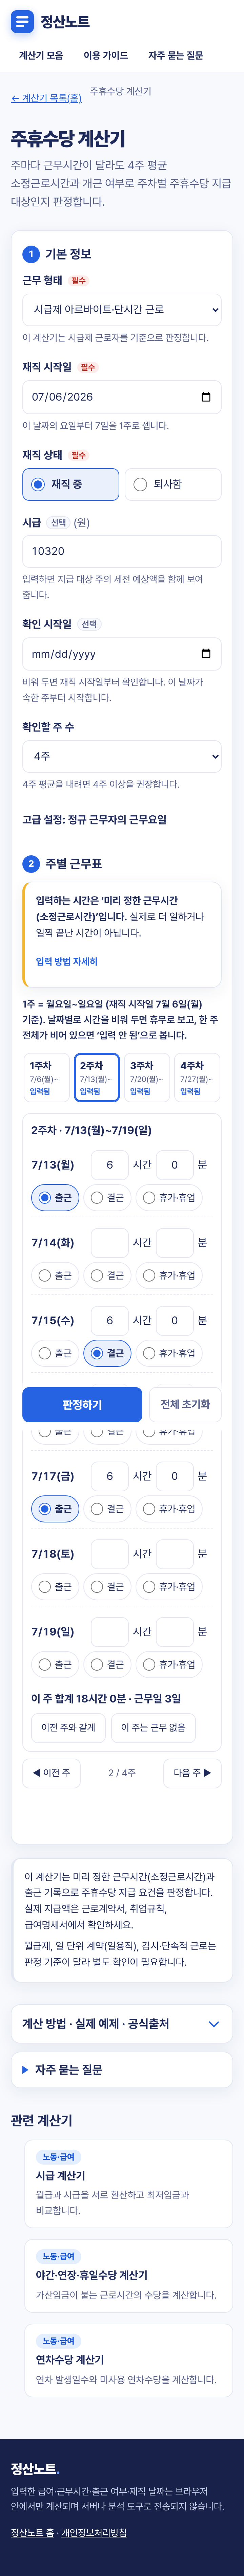 정산노트
계산기 모음 이용 가이드 자주 묻는 질문
← 계산기 목록(홈) 주휴수당 계산기
주휴수당 계산기
주마다 근무시간이 달라도 4주 평균
소정근로시간과 개근 여부로 주차별 주휴수당 지급
대상인지 판정합니다.
1 기본 정보
근무 형태 필수
시급제 아르바이트·단시간 근로
이 계산기는 시급제 근로자를 기준으로 판정합니다.
재직 시작일 필수
07/06/2026
이 날짜의 요일부터 7일을 1주로 셉니다.
재직 상태 필수
재직 중 퇴사함
시급 선택 (원)
10320
입력하면 지급 대상 주의 세전 예상액을 함께 보여
줍니다.
확인 시작일 선택
mm/dd/yyyy
비워 두면 재직 시작일부터 확인합니다. 이 날짜가
속한 주부터 시작합니다.
확인할 주 수
4주
4주 평균을 내려면 4주 이상을 권장합니다.
고급 설정: 정규 근무자의 근무요일
2 주별 근무표
입력하는 시간은 ‘미리 정한 근무시간
(소정근로시간)’입니다. 실제로 더 일하거나
일찍 끝난 시간이 아닙니다.
입력 방법 자세히
1주 = 월요일~일요일 (재직 시작일 7월 6일(월)
기준). 날짜별로 시간을 비워 두면 휴무로 보고, 한 주
전체가 비어 있으면 ‘입력 안 됨’으로 봅니다.
1주차 2주차 3주차 4주차
7/6(월)~ 7/13(월)~ 7/20(월)~ 7/27(월)~
입력됨 입력됨 입력됨 입력됨
2주차 · 7/13(월)~7/19(일)
7/13(월) 6 시간 0 분
출근 결근 휴가·휴업
7/14(화) 시간 분
출근 결근 휴가·휴업
7/15(수) 6 시간 0 분
출근 결근 휴가·휴업
판정하기 전체 초기화
출근 결근 휴가·휴업
7/17(금) 6 시간 0 분
출근 결근 휴가·휴업
7/18(토) 시간 분
출근 결근 휴가·휴업
7/19(일) 시간 분
출근 결근 휴가·휴업
이 주 합계 18시간 0분 · 근무일 3일
이전 주와 같게 이 주는 근무 없음
◀ 이전 주 2 / 4주 다음 주 ▶
이 계산기는 미리 정한 근무시간(소정근로시간)과
출근 기록으로 주휴수당 지급 요건을 판정합니다.
실제 지급액은 근로계약서, 취업규칙,
급여명세서에서 확인하세요.
월급제, 일 단위 계약(일용직), 감시·단속적 근로는
판정 기준이 달라 별도 확인이 필요합니다.
계산 방법 · 실제 예제 · 공식출처
▶ 자주 묻는 질문
관련 계산기
노동·급여
시급 계산기
월급과 시급을 서로 환산하고 최저임금과
비교합니다.
노동·급여
야간·연장·휴일수당 계산기
가산임금이 붙는 근로시간의 수당을 계산합니다.
노동·급여
연차수당 계산기
연차 발생일수와 미사용 연차수당을 계산합니다.
정산노트.
입력한 급여·근무시간·출근 여부·재직 날짜는 브라우저
안에서만 계산되며 서버나 분석 도구로 전송되지 않습니다.
정산노트 홈 · 개인정보처리방침